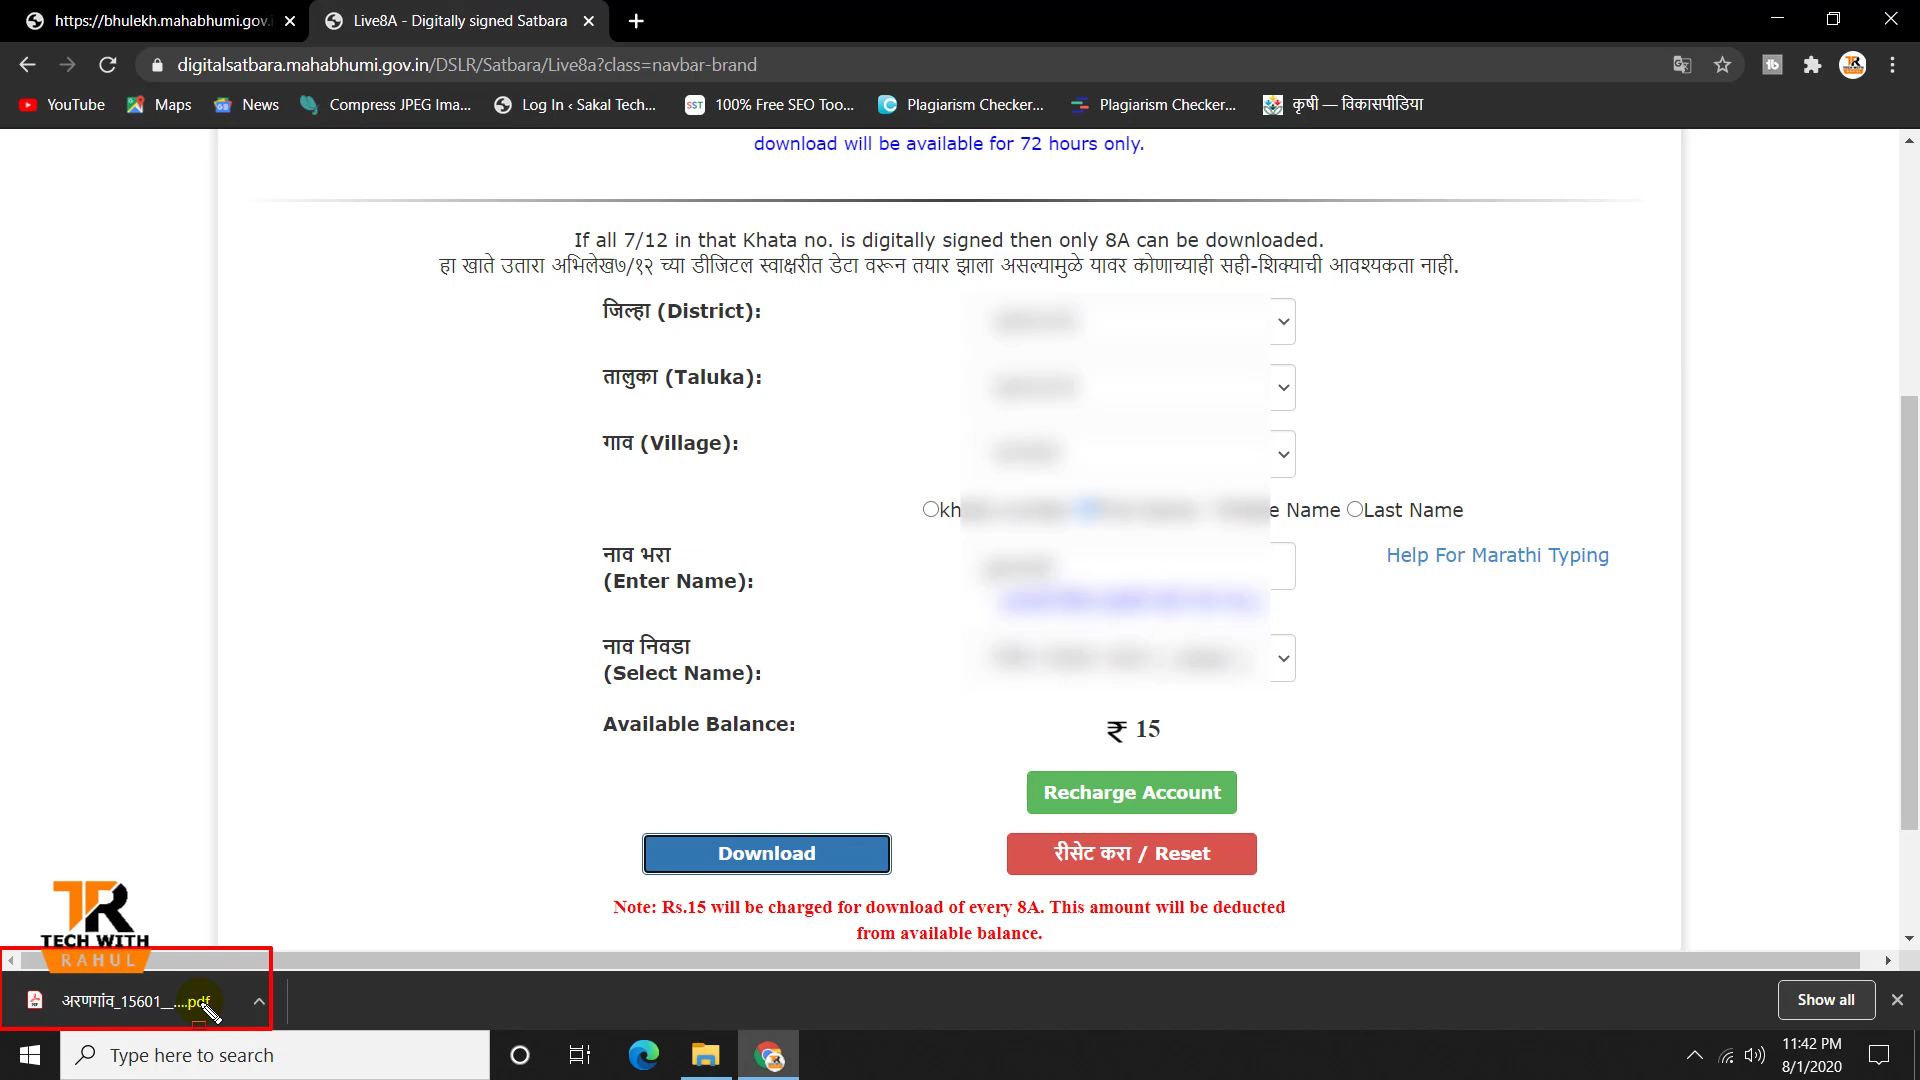 https://bhulekh.mahabhumi.gov.
Live8A - Digitally signed Satbara
digitalsatbara.mahabhumi.gov.in/DSLR/Satbara/Live8a?class=navbar-brand
YouTube Maps News Compress JPEG Ima... Log In ‹ Sakal Tech... SST 100% Free SEO Too... Plagiarism Checker... Plagiarism Checker... कृषी — विकासपीडिया
download will be available for 72 hours only.
If all 7/12 in that Khata no. is digitally signed then only 8A can be downloaded.
हा खाते उतारा अभिलेख७/१२ च्या डीजिटल स्वाक्षरीत डेटा वरून तयार झाला असल्यामुळे यावर कोणाच्याही सही-शिक्याची आवश्यकता नाही.
जिल्हा (District):
तालुका (Taluka):
गाव (Village):
kh e Name Last Name
नाव भरा
(Enter Name):
Help For Marathi Typing
नाव निवडा
(Select Name):
Available Balance:
₹ 15
Recharge Account
Download
रीसेट करा / Reset
Note: Rs.15 will be charged for download of every 8A. This amount will be deducted
from available balance.
TR
TECH WITH
RAHUL
अरणगांव_15601__....pdf
Show all
Type here to search
11:42 PM
8/1/2020